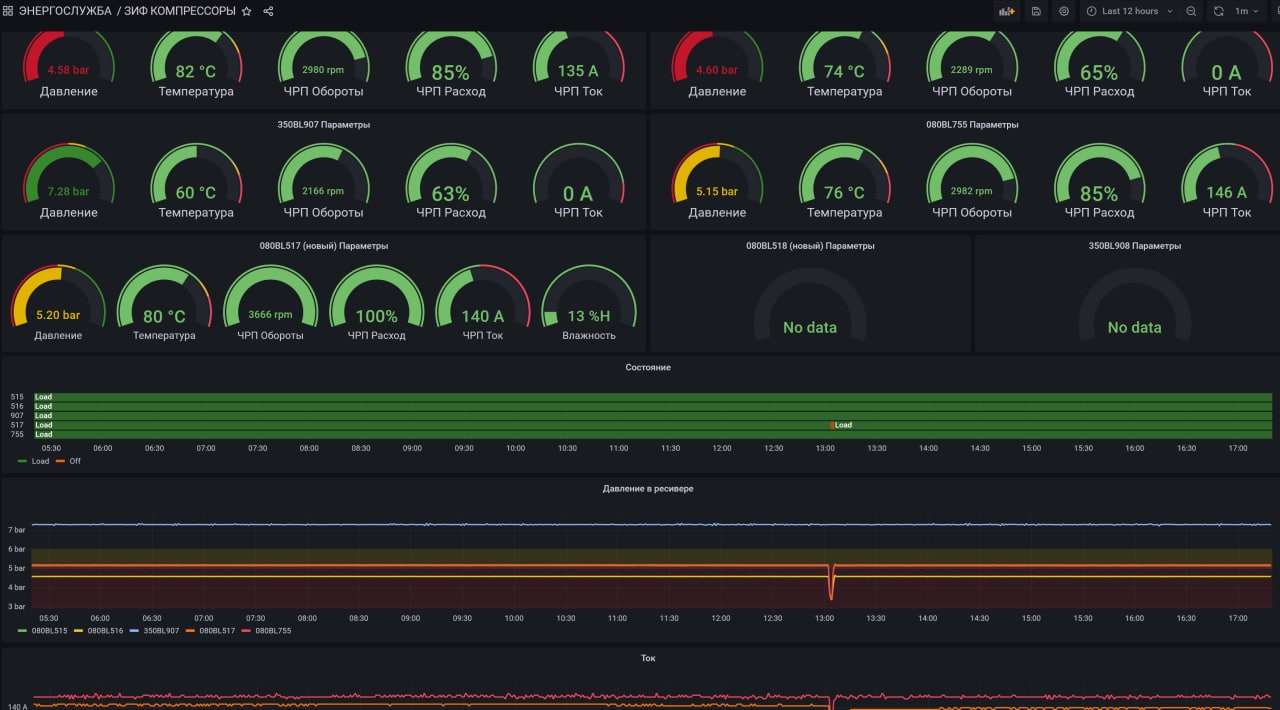 ЭНЕРГОСЛУЖБА / ЗИФ КОМПРЕССОРЫ
Last 12 hours
1m
4.58 bar 82 °C 2980 rpm 85% 135 A
Давление Температура ЧРП Обороты ЧРП Расход ЧРП Ток
4.60 bar 74 °C 2289 rpm 65% 0 A
Давление Температура ЧРП Обороты ЧРП Расход ЧРП Ток
350BL907 Параметры
7.28 bar 60 °C 2166 rpm 63% 0 A
Давление Температура ЧРП Обороты ЧРП Расход ЧРП Ток
080BL755 Параметры
5.15 bar 76 °C 2982 rpm 85% 146 A
Давление Температура ЧРП Обороты ЧРП Расход ЧРП Ток
080BL517 (новый) Параметры
5.20 bar 80 °C 3666 rpm 100% 140 A 13 %H
Давление Температура ЧРП Обороты ЧРП Расход ЧРП Ток Влажность
080BL518 (новый) Параметры
No data
350BL908 Параметры
No data
Состояние
515 Load
516 Load
907 Load
517 Load Load
755 Load
05:30 06:00 06:30 07:00 07:30 08:00 08:30 09:00 09:30 10:00 10:30 11:00 11:30 12:00 12:30 13:00 13:30 14:00 14:30 15:00 15:30 16:00 16:30 17:00
Load Off
Давление в ресивере
7 bar
6 bar
5 bar
4 bar
3 bar
05:30 06:00 06:30 07:00 07:30 08:00 08:30 09:00 09:30 10:00 10:30 11:00 11:30 12:00 12:30 13:00 13:30 14:00 14:30 15:00 15:30 16:00 16:30 17:00
080BL515 080BL516 350BL907 080BL517 080BL755
Ток
140 A